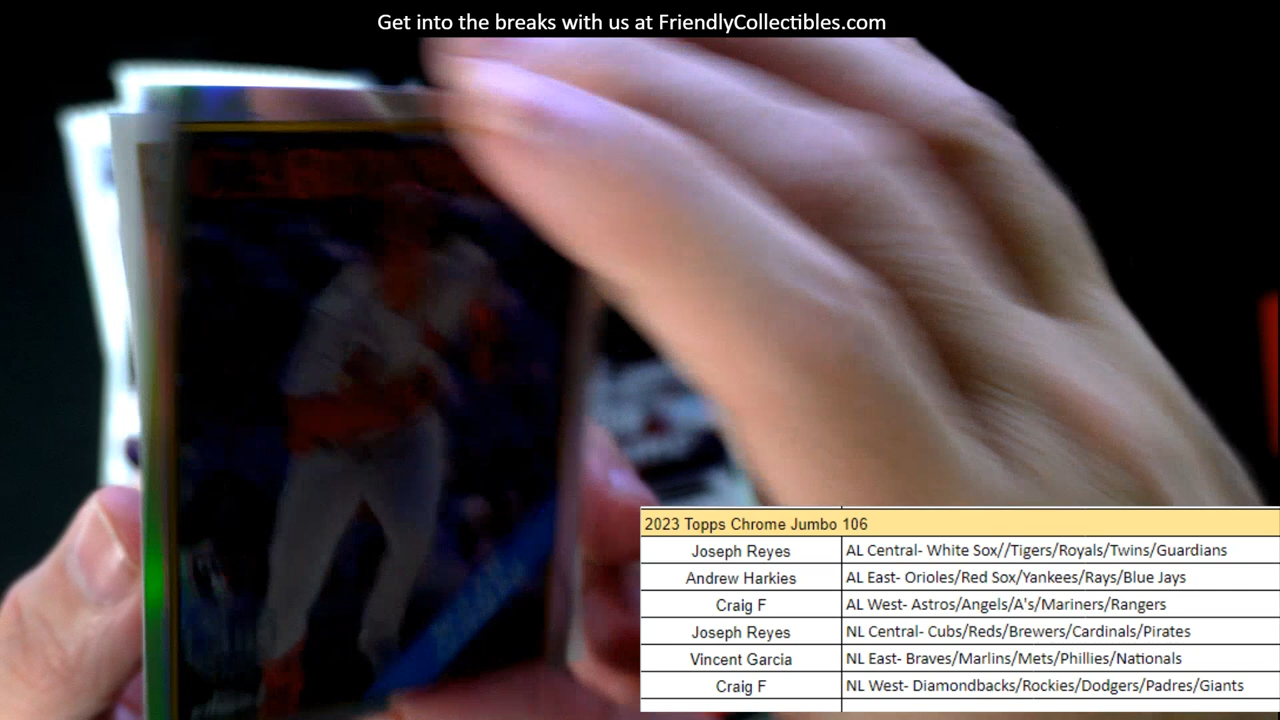 Get into the breaks with us at FriendlyCollectibles.com
2023 Topps Chrome Jumbo 106
Joseph Reyes AL Central- White Sox//Tigers/Royals/Twins/Guardians
Andrew Harkies AL East- Orioles/Red Sox/Yankees/Rays/Blue Jays
Craig F AL West- Astros/Angels/A's/Mariners/Rangers
Joseph Reyes NL Central- Cubs/Reds/Brewers/Cardinals/Pirates
Vincent Garcia NL East- Braves/Marlins/Mets/Phillies/Nationals
Craig F NL West- Diamondbacks/Rockies/Dodgers/Padres/Giants